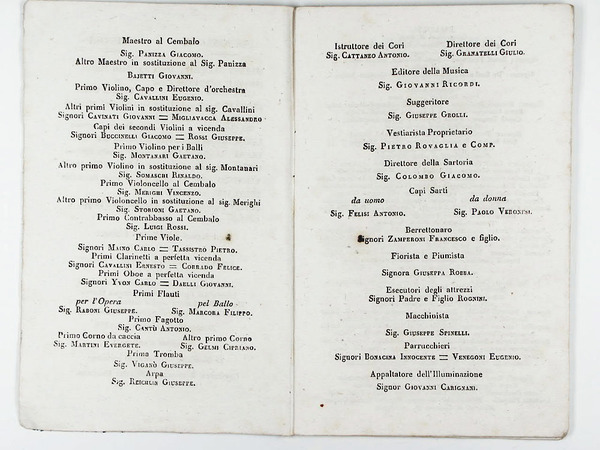 Maestro al Cembalo
Sig. Panizza Giacomo.
Altro Maestro in sostituzione al Sig. Panizza
Bajetti Giovanni.
Primo Violino, Capo e Direttore d'orchestra
Sig. Cavallini Eugenio.
Altri primi Violini in sostituzione al sig. Cavallini
Signori Cavinati Giovanni = Migliavacca Alessandro
Capi dei secondi Violini a vicenda
Signori Buccinelli Giacomo = Rossi Giuseppe.
Primo Violino per i Balli
Sig. Montanari Gaetano.
Altro primo Violino in sostituzione al sig. Montanari
Sig. Somaschi Rinaldo.
Primo Violoncello al Cembalo
Sig. Merighi Vincenzo.
Altro primo Violoncello in sostituzione al sig. Merighi
Sig. Storioni Gaetano.
Primo Contrabbasso al Cembalo
Sig. Luigi Rossi.
Prime Viole.
Signori Maino Carlo = Tassistro Pietro.
Primi Clarinetti a perfetta vicenda
Signori Cavallini Ernesto = Corrado Felice.
Primi Oboe a perfetta vicenda
Signori Yvon Carlo = Daelli Giovanni.
Primi Flauti
per l'Opera pel Ballo
Sig. Raboni Giuseppe. Sig. Marcora Filippo.
Primo Fagotto
Sig. Cantù Antonio.
Primo Corno da caccia Altro primo Corno
Sig. Martini Evergete. Sig. Gelmi Cipriano.
Prima Tromba
Sig. Viganò Giuseppe.
Arpa
Sig. Reichlin Giuseppe.
Istruttore dei Cori Direttore dei Cori
Sig. Cattaneo Antonio. Sig. Granatelli Giulio.
Editore della Musica
Sig. Giovanni Ricordi.
Suggeritore
Sig. Giuseppe Grolli.
Vestiarista Proprietario
Sig. Pietro Rovaglia e Comp.
Direttore della Sartoria
Sig. Colombo Giacomo.
Capi Sarti
da uomo da donna
Sig. Felisi Antonio. Sig. Paolo Veronesi.
Berrettonaro
Signori Zamperoni Francesco e figlio.
Fiorista e Piumista
Signora Giuseppa Robba.
Esecutori degli attrezzi
Signori Padre e Figlio Rognini.
Macchinista
Sig. Giuseppe Spinelli.
Parrucchieri
Signori Bonacina Innocente = Venegoni Eugenio.
Appaltatore dell'Illuminazione
Signor Giovanni Carignani.